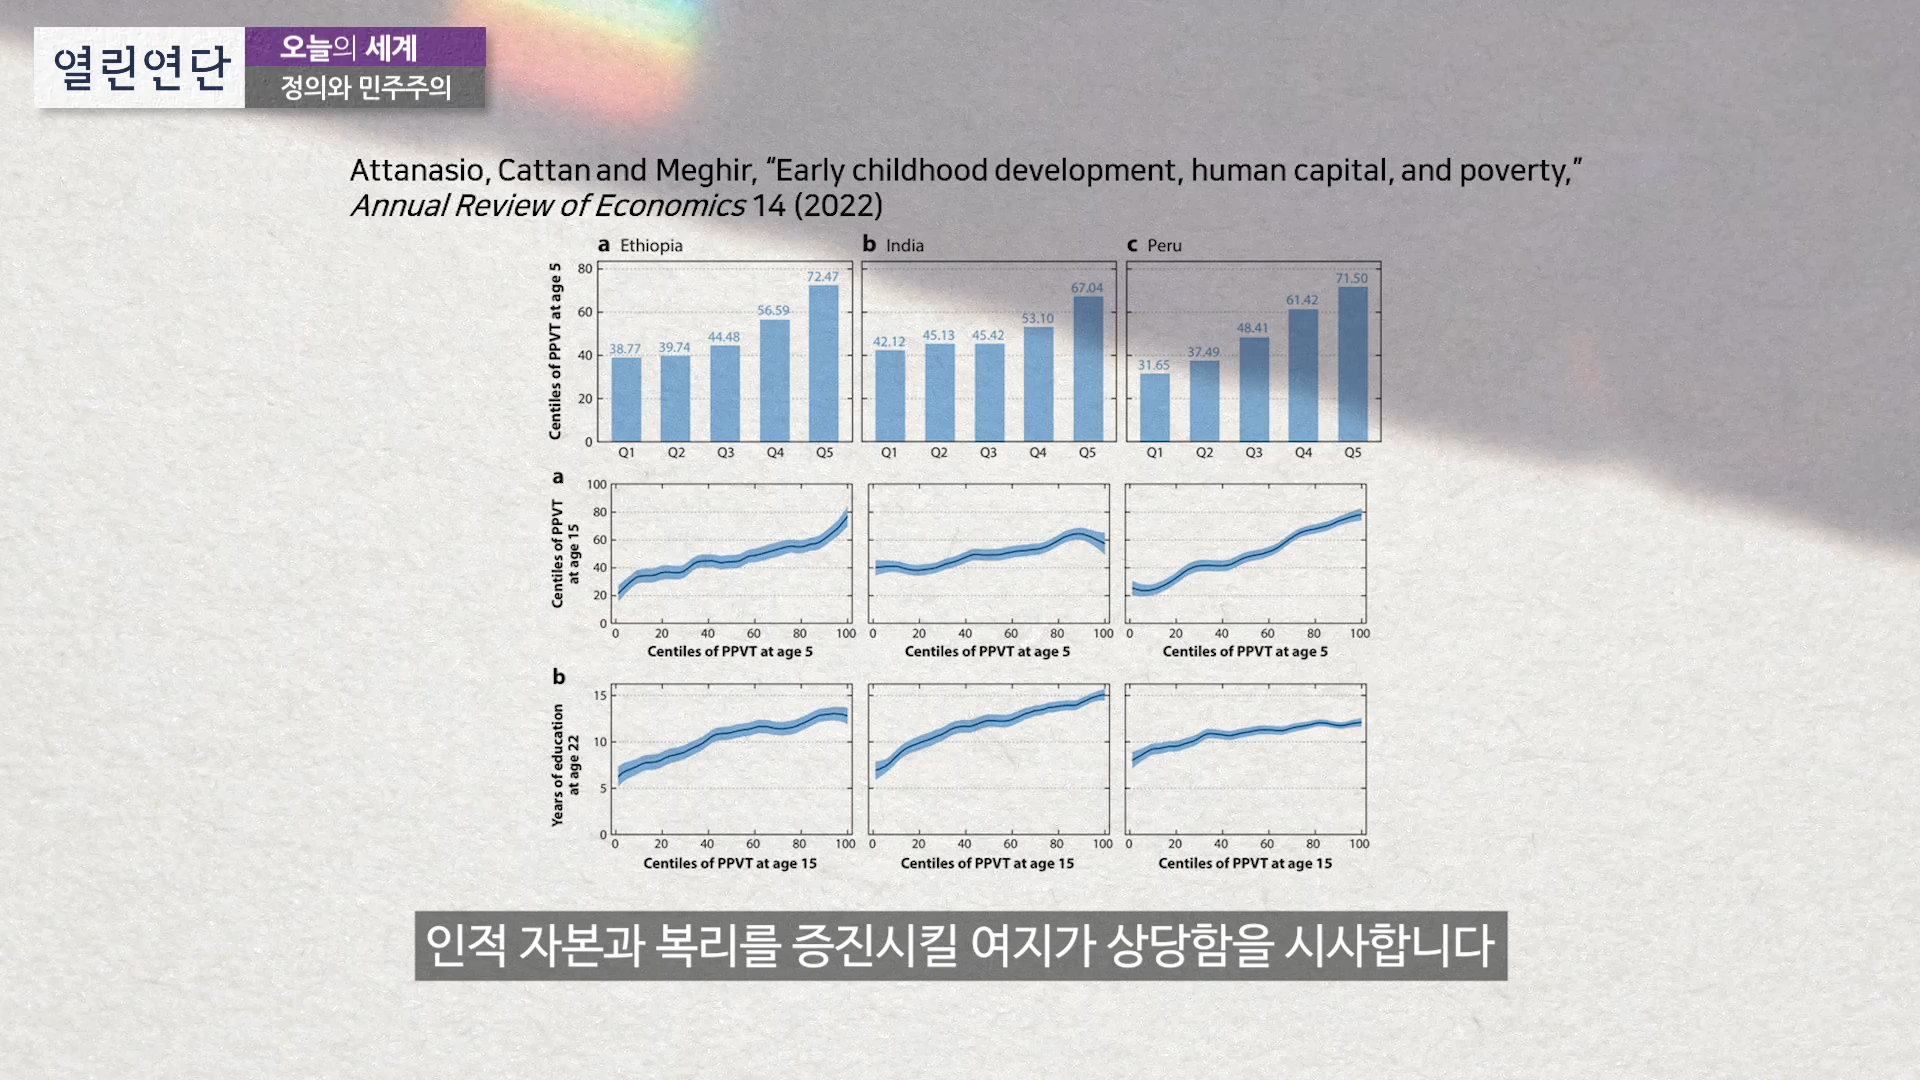 열린연단
오늘의 세계
정의와 민주주의
Attanasio, Cattan and Meghir, “Early childhood development, human capital, and poverty,”
Annual Review of Economics 14 (2022)
a Ethiopia
b India
c Peru
Centiles of PPVT at age 5
80
60
40
20
0
38.77 39.74 44.48 56.59 72.47
42.12 45.13 45.42 53.10 67.04
31.65 37.49 48.41 61.42 71.50
Q1 Q2 Q3 Q4 Q5
Q1 Q2 Q3 Q4 Q5
Q1 Q2 Q3 Q4 Q5
a
Centiles of PPVT
at age 15
100
80
60
40
20
0
0 20 40 60 80 100
0 20 40 60 80 100
0 20 40 60 80 100
Centiles of PPVT at age 5
Centiles of PPVT at age 5
Centiles of PPVT at age 5
b
Years of education
at age 22
15
10
5
0
0 20 40 60 80 100
0 20 40 60 80 100
0 20 40 60 80 100
Centiles of PPVT at age 15
Centiles of PPVT at age 15
Centiles of PPVT at age 15
인적 자본과 복리를 증진시킬 여지가 상당함을 시사합니다